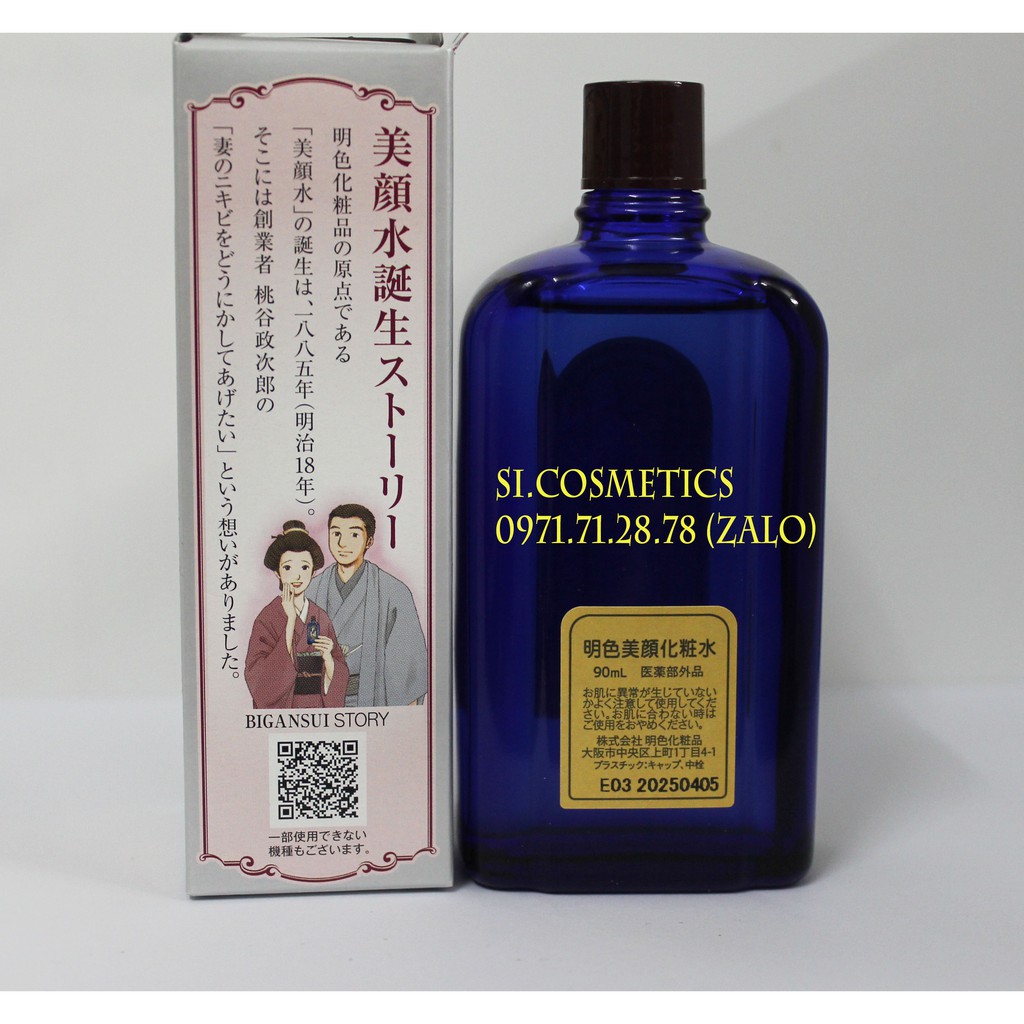 美顔水誕生ストーリー
明色化粧品の原点である
「美顔水」の誕生は、一八八五年(明治18年)。
そこには創業者 桃谷政次郎の
「妻のニキビをどうにかしてあげたい」という想いがありました。
BIGANSUI STORY
一部使用できない
機種もございます。
SI.COSMETICS
0971.71.28.78 (ZALO)
明色美顔化粧水
90mL 医薬部外品
お肌に異常が生じていない
かよく注意して使用してくだ
さい。お肌に合わない時は
ご使用をおやめください。
株式会社 明色化粧品
大阪市中央区上町1丁目4-1
プラスチック:キャップ、中栓
E03 20250405